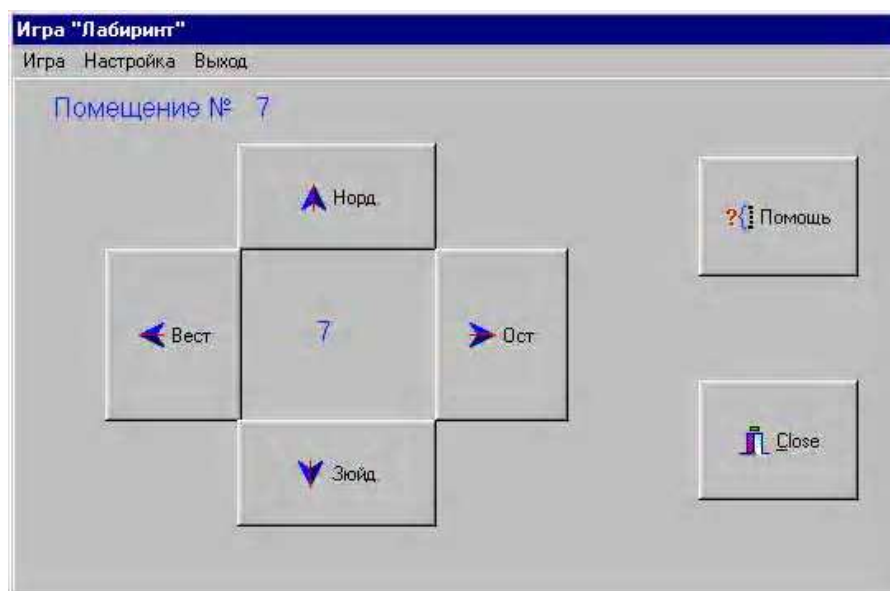 Игра "Лабиринт"
Игра Настройка Выход
Помещение № 7
Норд.
Вест
7
Ост
Зюйд.
?{ Помощь
Close